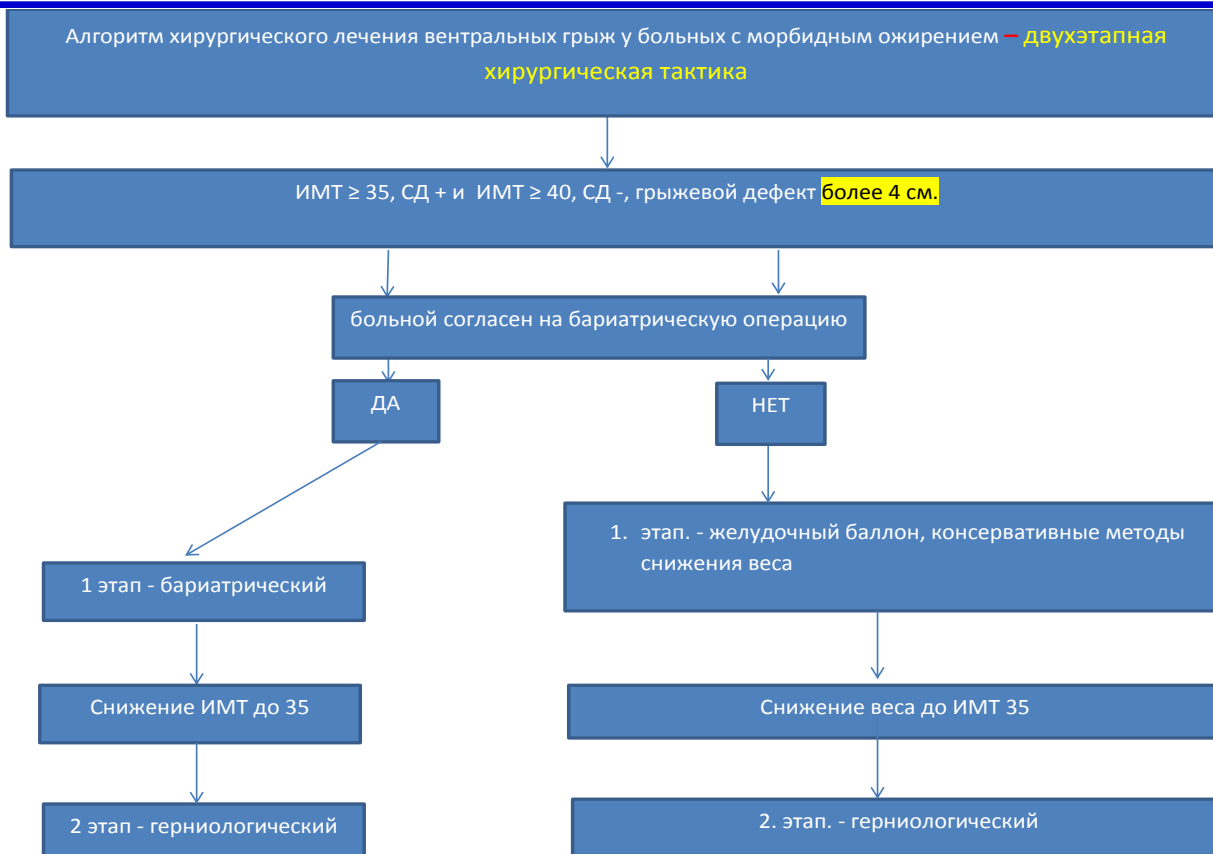 Алгоритм хирургического лечения вентральных грыж у больных с морбидным ожирением – двухэтапная
хирургическая тактика
ИМТ ≥ 35, СД + и ИМТ ≥ 40, СД -, грыжевой дефект более 4 см.
больной согласен на бариатрическую операцию
ДА
НЕТ
1 этап - бариатрический
1. этап. - желудочный баллон, консервативные методы
снижения веса
Снижение ИМТ до 35
Снижение веса до ИМТ 35
2 этап - герниологический
2. этап. - герниологический